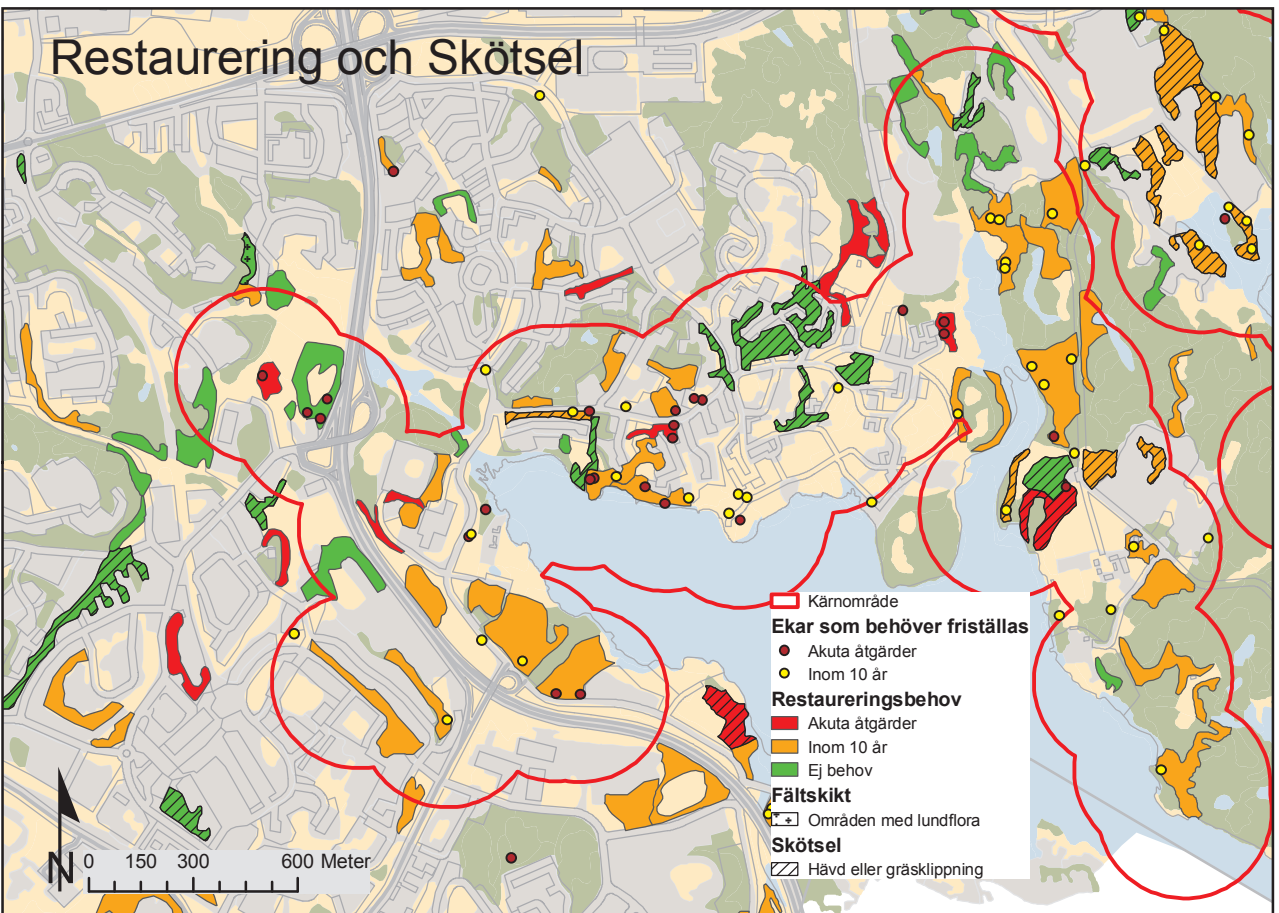 Restaurering och Skötsel
Kärnområde
Ekar som behöver friställas
Akuta åtgärder
Inom 10 år
Restaureringsbehov
Akuta åtgärder
Inom 10 år
Ej behov
Fältskikt
Områden med lundflora
Skötsel
Hävd eller gräsklippning
N
0 150 300 600 Meter